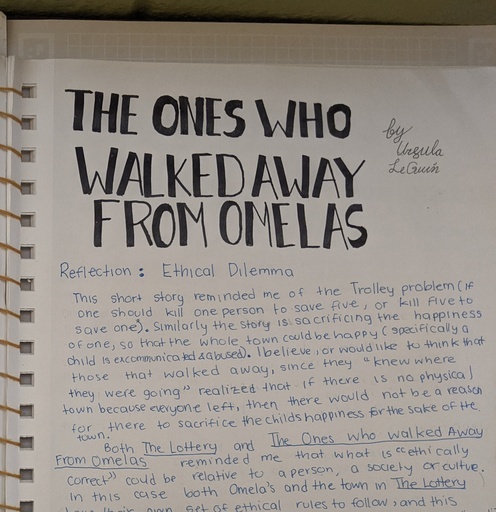 THE ONES WHO
WALKED AWAY
FROM OMELAS
by
Ursula
LeGuin
Reflection : Ethical Dilemma
This short story reminded me of the Trolley problem (if
one should kill one person to save five, or kill five to
save one). Similarly the story is sacrificing the happiness
of one, so that the whole town could be happy (specifically a
child is excommunicated & abused). I believe, or would like to think that
those that walked away, since they "knew where
they were going" realized that if there is no physical
town because everyone left, then there would not be a reason
for there to sacrifice the childs happiness for the sake of the
town.
Both The Lottery and The Ones who walked Away
From Omelas reminded me that what is "ethically
correct" could be relative to a person, a society or culture.
In this case both Omela's and the town in The Lottery
have their own set of ethical rules to follow, and this